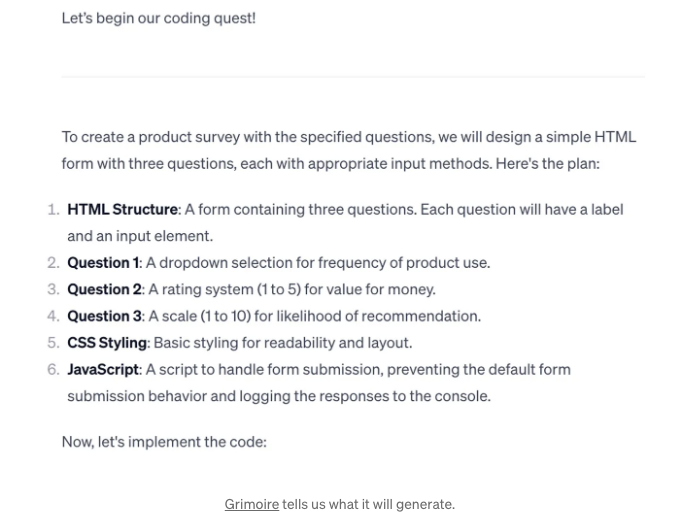 Let's begin our coding quest!
To create a product survey with the specified questions, we will design a simple HTML
form with three questions, each with appropriate input methods. Here's the plan:
1. HTML Structure: A form containing three questions. Each question will have a label
and an input element.
2. Question 1: A dropdown selection for frequency of product use.
3. Question 2: A rating system (1 to 5) for value for money.
4. Question 3: A scale (1 to 10) for likelihood of recommendation.
5. CSS Styling: Basic styling for readability and layout.
6. JavaScript: A script to handle form submission, preventing the default form
submission behavior and logging the responses to the console.
Now, let's implement the code:
Grimoire tells us what it will generate.